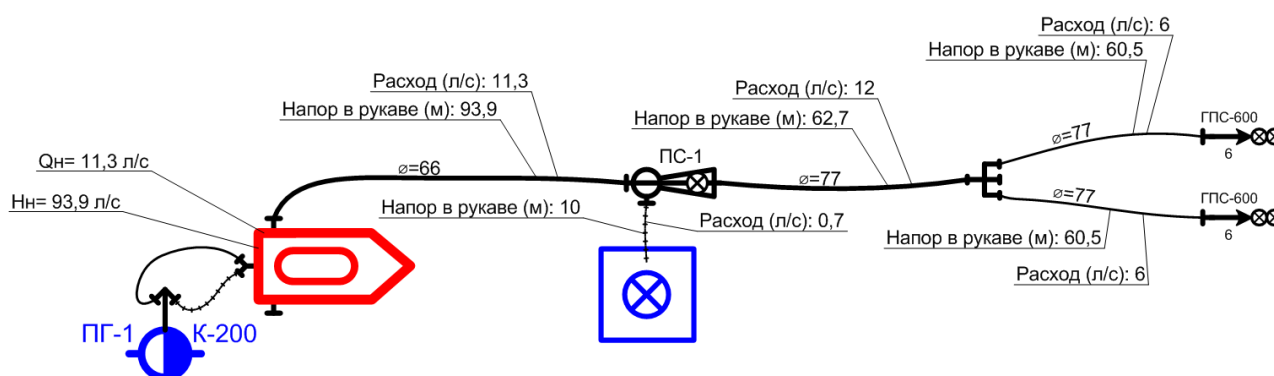 Расход (л/с): 6
Напор в рукаве (м): 60,5
Расход (л/с): 11,3
Расход (л/с): 12
Напор в рукаве (м): 93,9
Напор в рукаве (м): 62,7
ГПС-600
6
⌀=77
Qн= 11,3 л/с
ПС-1
⌀=66
⌀=77
⌀=77
Нн= 93,9 л/с
Напор в рукаве (м): 10
Расход (л/с): 0,7
ГПС-600
6
Напор в рукаве (м): 60,5
Расход (л/с): 6
ПГ-1
К-200